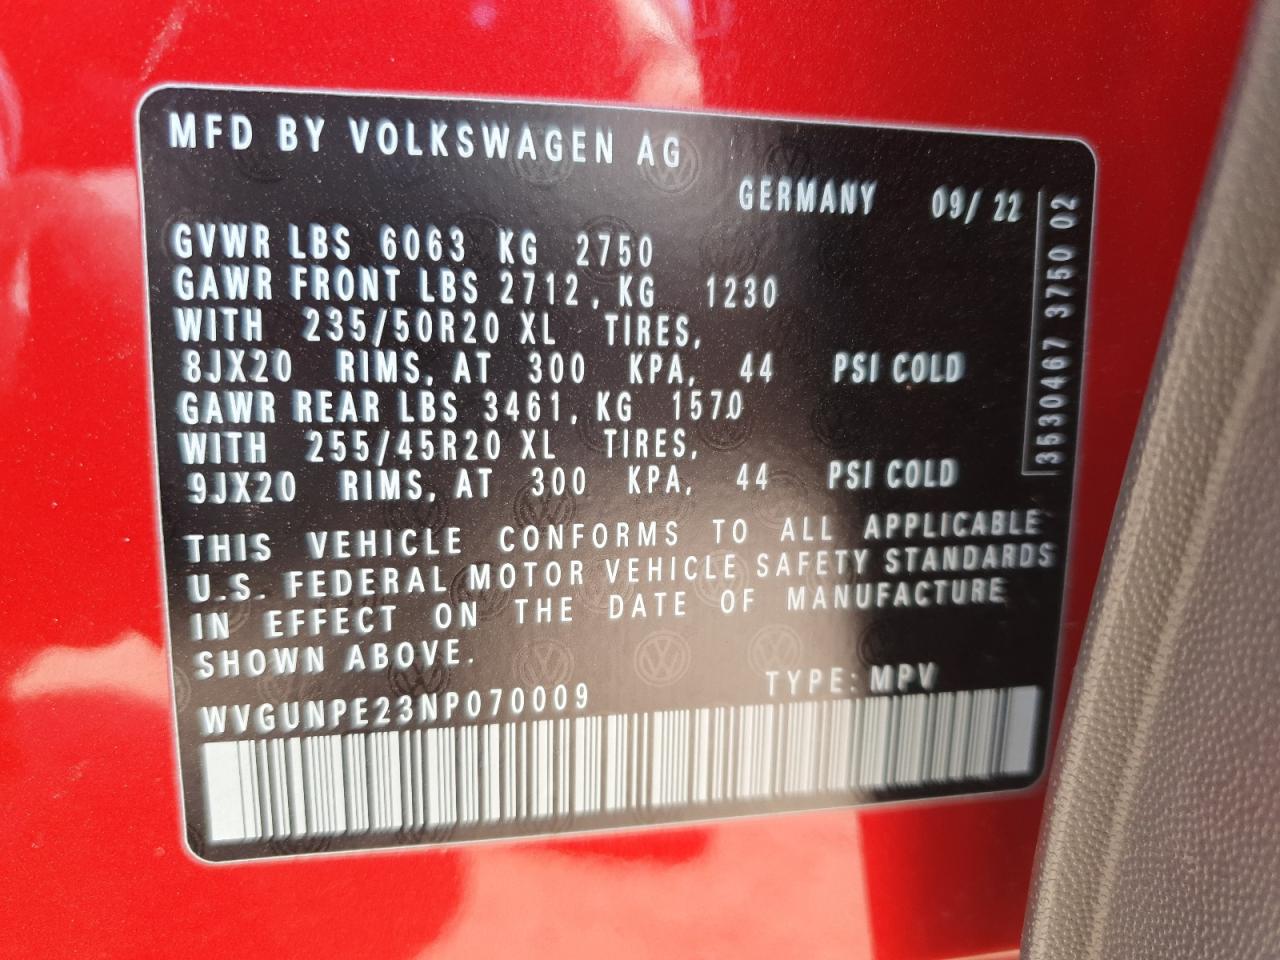 MFD BY VOLKSWAGEN AG
GERMANY 09/ 22
GVWR LBS 6063 KG 2750
GAWR FRONT LBS 2712, KG 1230
WITH 235/50R20 XL TIRES,
8JX20 RIMS, AT 300 KPA, 44 PSI COLD
GAWR REAR LBS 3461, KG 1570
WITH 255/45R20 XL TIRES,
9JX20 RIMS, AT 300 KPA, 44 PSI COLD
THIS VEHICLE CONFORMS TO ALL APPLICABLE
U.S. FEDERAL MOTOR VEHICLE SAFETY STANDARDS
IN EFFECT ON THE DATE OF MANUFACTURE
SHOWN ABOVE.
WVGUNPE23NP070009 TYPE: MPV
3530467 3750 02